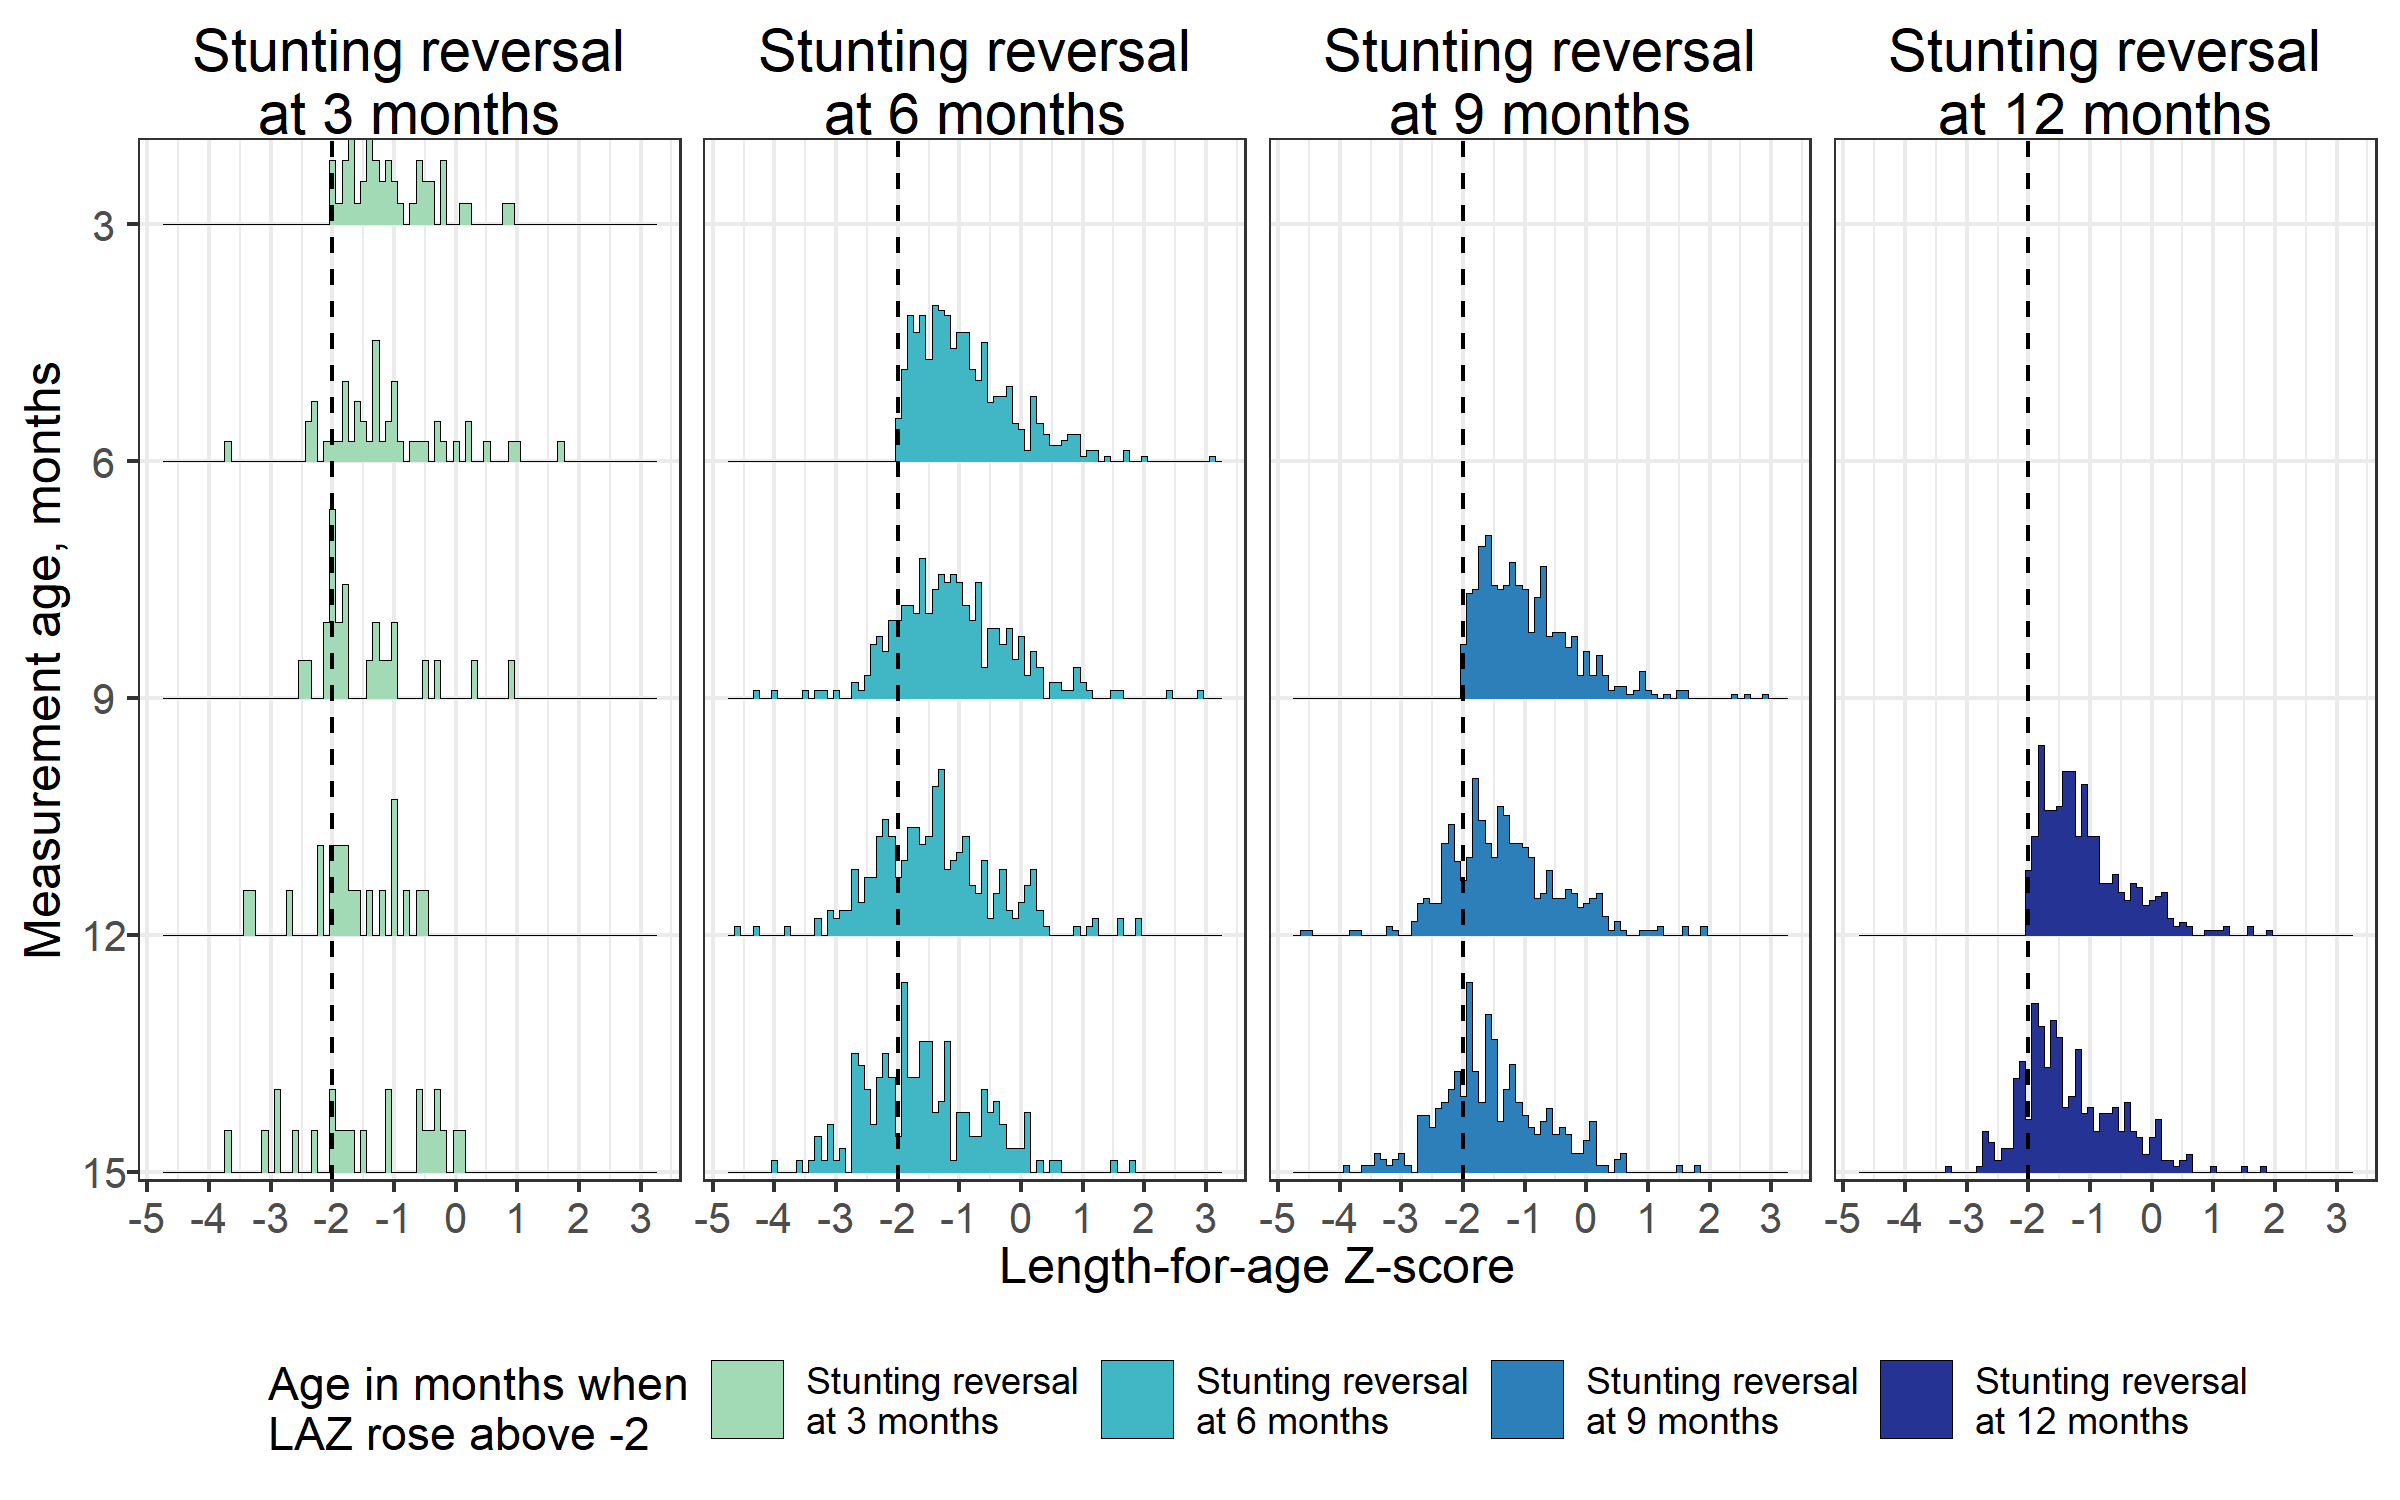 Stunting reversal
at 3 months
Stunting reversal
at 6 months
Stunting reversal
at 9 months
Stunting reversal
at 12 months
Measurement age, months
3
6
9
12
15
-5 -4 -3 -2 -1 0 1 2 3
-5 -4 -3 -2 -1 0 1 2 3
-5 -4 -3 -2 -1 0 1 2 3
-5 -4 -3 -2 -1 0 1 2 3
Length-for-age Z-score
Age in months when
LAZ rose above -2
Stunting reversal
at 3 months
Stunting reversal
at 6 months
Stunting reversal
at 9 months
Stunting reversal
at 12 months